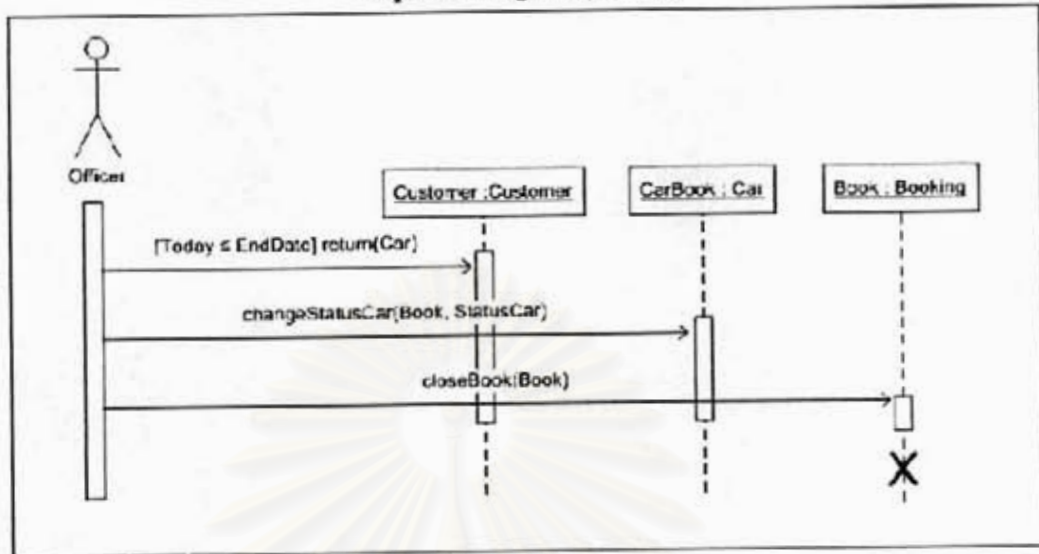 Officer
Customer :Customer
CarBook : Car
Book : Booking
[Today ≤ EndDate] return(Car)
changeStatusCar(Book, StatusCar)
closeBook(Book)